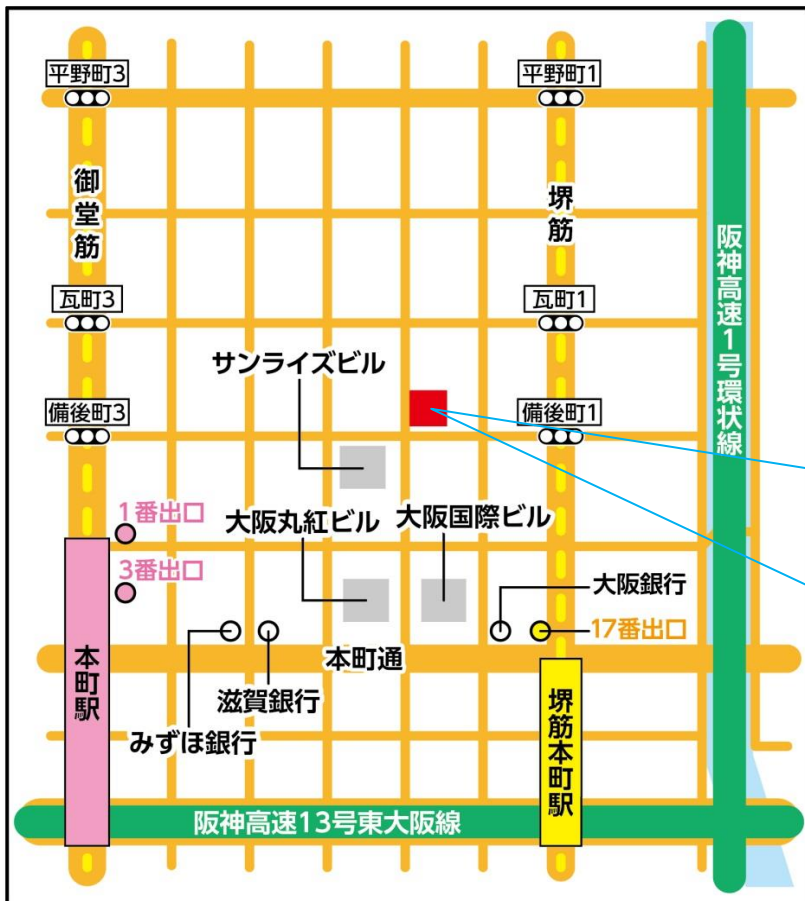 平野町3
平野町1
御堂筋
堺筋
阪神高速1号環状線
瓦町3
瓦町1
サンライズビル
備後町3
備後町1
1番出口
大阪丸紅ビル
大阪国際ビル
3番出口
大阪銀行
17番出口
本町駅
本町通
滋賀銀行
みずほ銀行
堺筋本町駅
阪神高速13号東大阪線